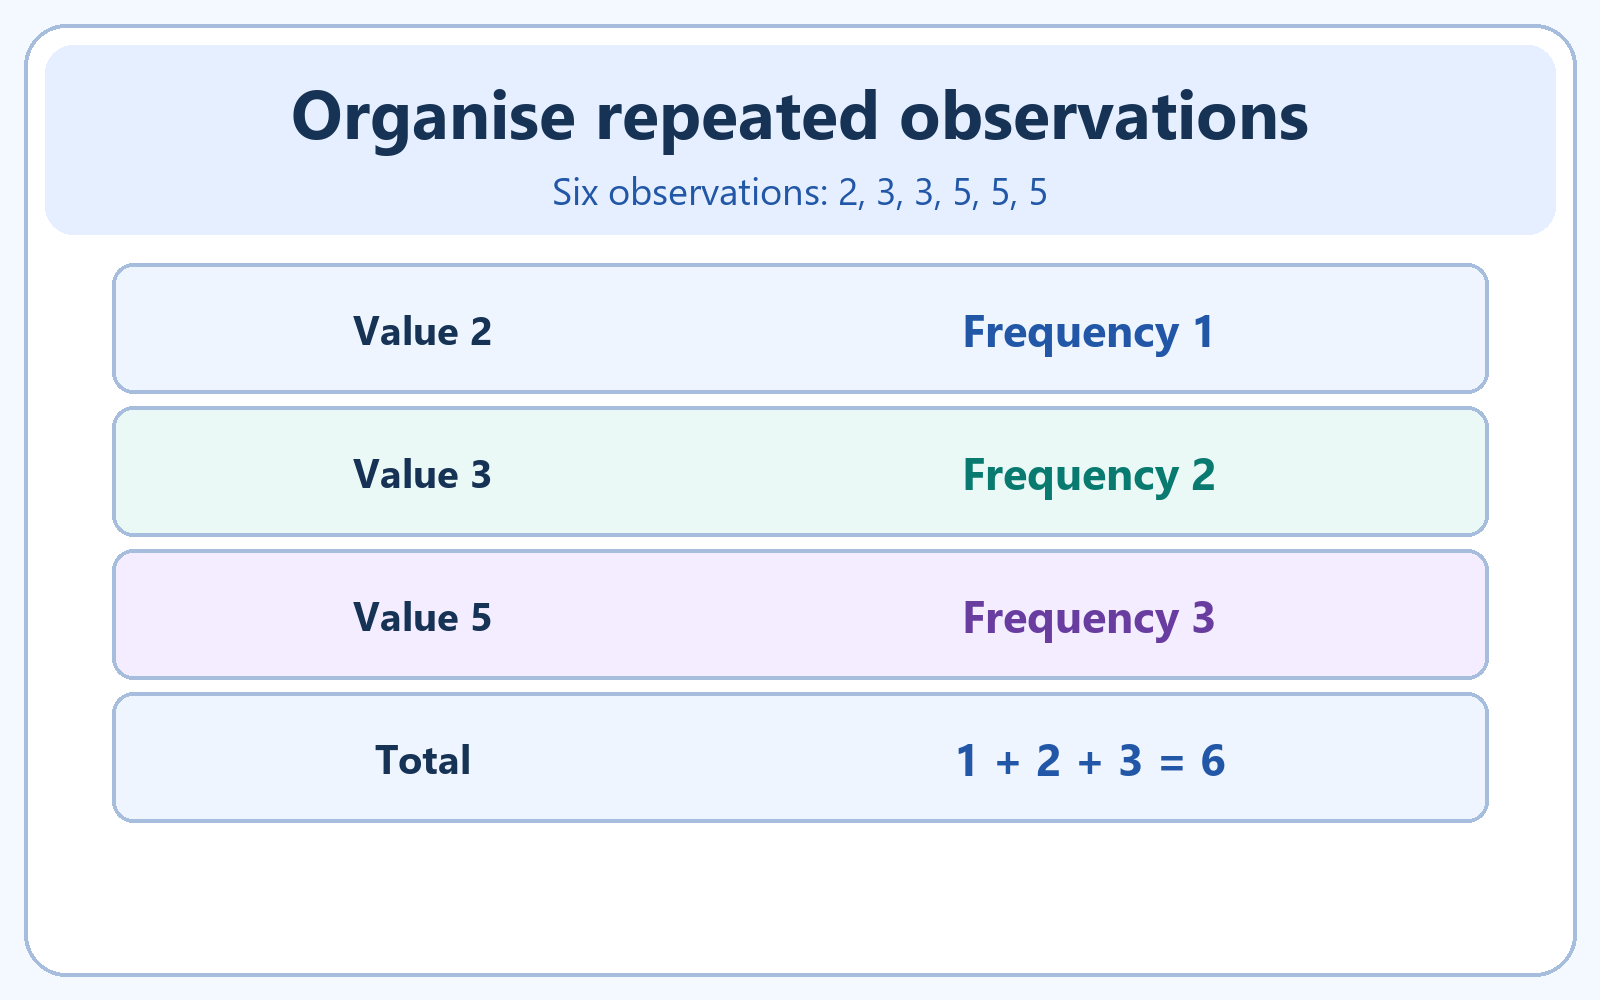 Organise repeated observations
Six observations: 2, 3, 3, 5, 5, 5
Value 2 Frequency 1
Value 3 Frequency 2
Value 5 Frequency 3
Total 1 + 2 + 3 = 6